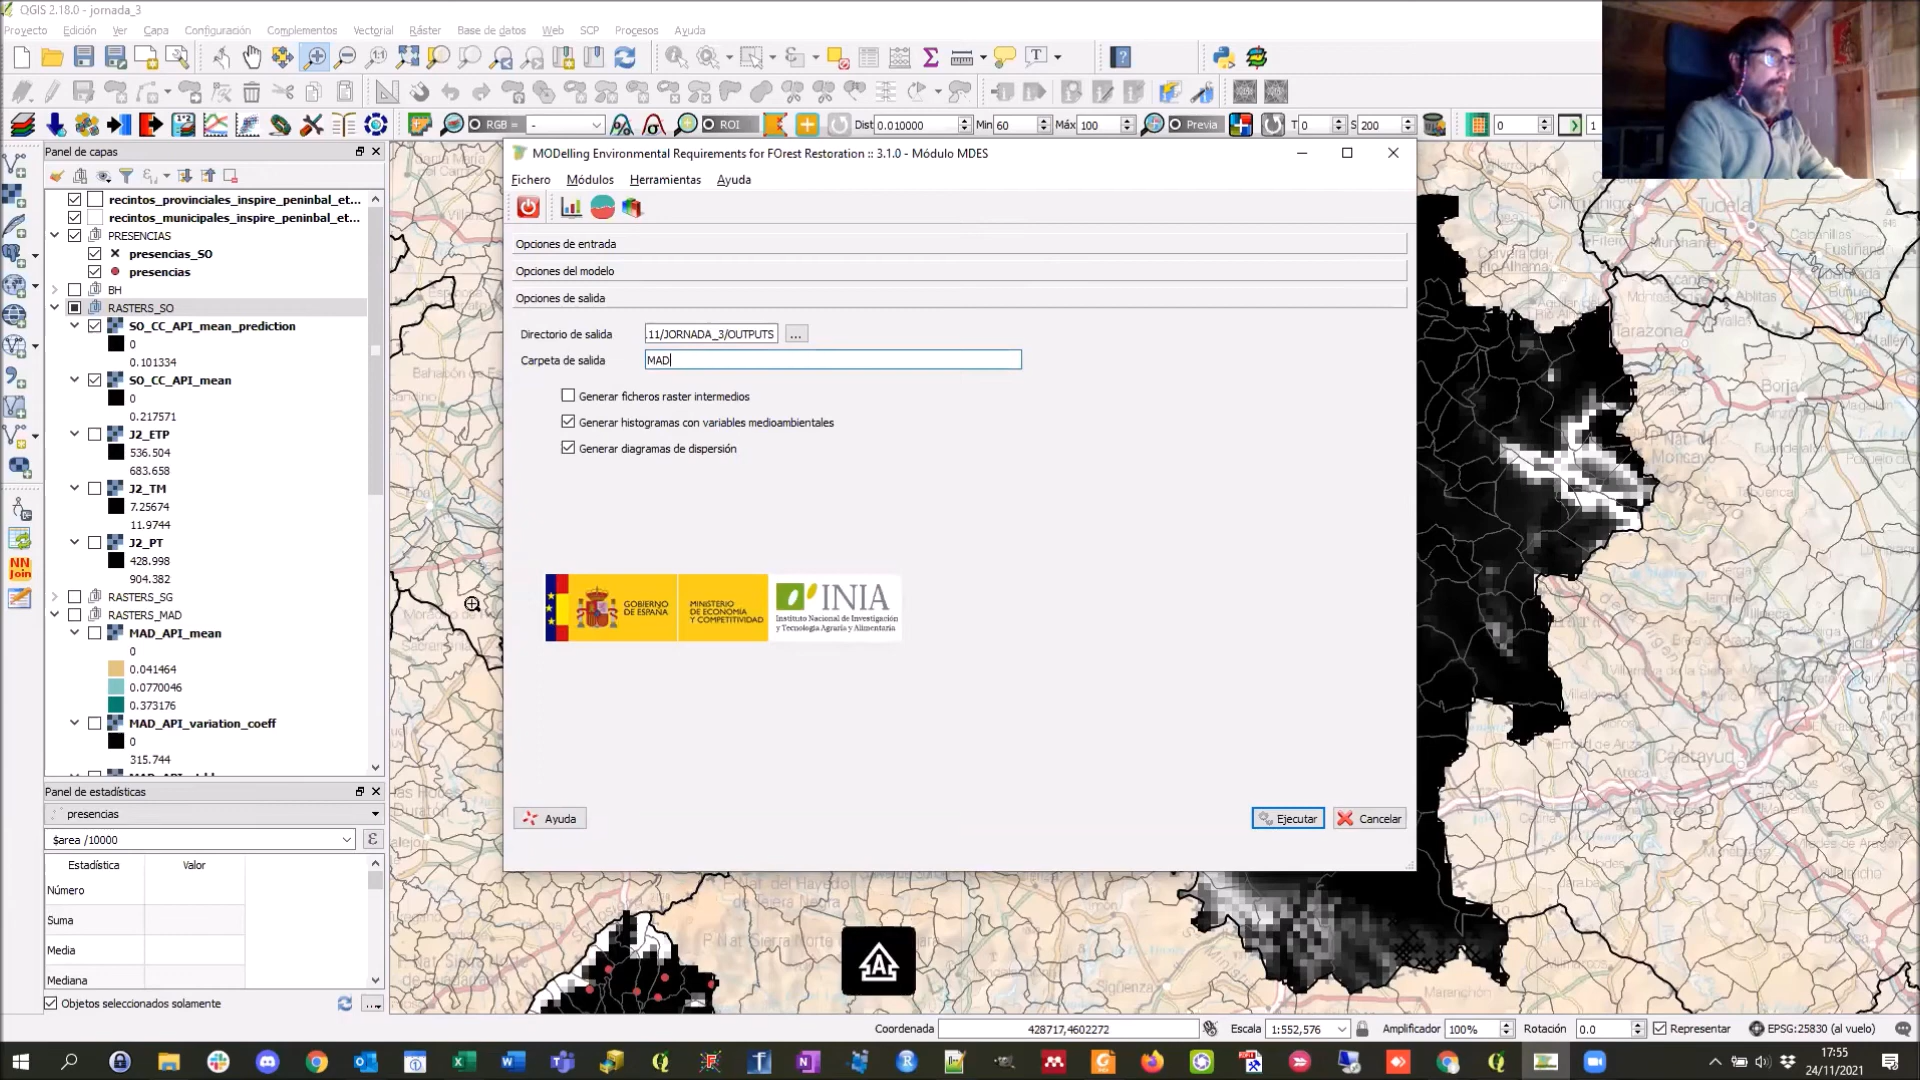 QGIS 2.18.0 - jornada_3
Proyecto Edición Ver Capa Configuración Complementos Vectorial Ráster Base de datos Web SCP Procesos Ayuda
RGB = - ROI Dist 0.010000 Min 60 Máx 100 Previa T 0 S 200 0 1
Panel de capas
recintos_provinciales_inspire_peninbal_et...
recintos_municipales_inspire_peninbal_et...
PRESENCIAS
presencias_SO
presencias
BH
RASTERS_SO
SO_CC_API_mean_prediction
0
0.101334
SO_CC_API_mean
0
0.217571
J2_ETP
536.504
683.658
J2_TM
7.25674
11.9744
J2_PT
428.998
904.382
RASTERS_SG
RASTERS_MAD
MAD_API_mean
0
0.041464
0.0770046
0.373176
MAD_API_variation_coeff
0
315.744
Panel de estadísticas
presencias
$area /10000
Estadística Valor
Número
Suma
Media
Mediana
Objetos seleccionados solamente
MODelling Environmental Requirements for FOrest Restoration :: 3.1.0 - Módulo MDES
Fichero Módulos Herramientas Ayuda
Opciones de entrada
Opciones del modelo
Opciones de salida
Directorio de salida .11/JORNADA_3/OUTPUTS ...
Carpeta de salida MAD
Generar ficheros raster intermedios
Generar histogramas con variables medioambientales
Generar diagramas de dispersión
GOBIERNO DE ESPAÑA
MINISTERIO DE ECONOMÍA Y COMPETITIVIDAD
INIA
Instituto Nacional de Investigación
y Tecnología Agraria y Alimentaria
Ayuda Ejecutar Cancelar
Tudela
Tarazona
Borja
Calatayud
Ateca
Sigüenza
Maranchón
A
Coordenada 428717,4602272 Escala 1:552,576 Amplificador 100% Rotación 0.0 Representar EPSG:25830 (al vuelo)
17:55
24/11/2021